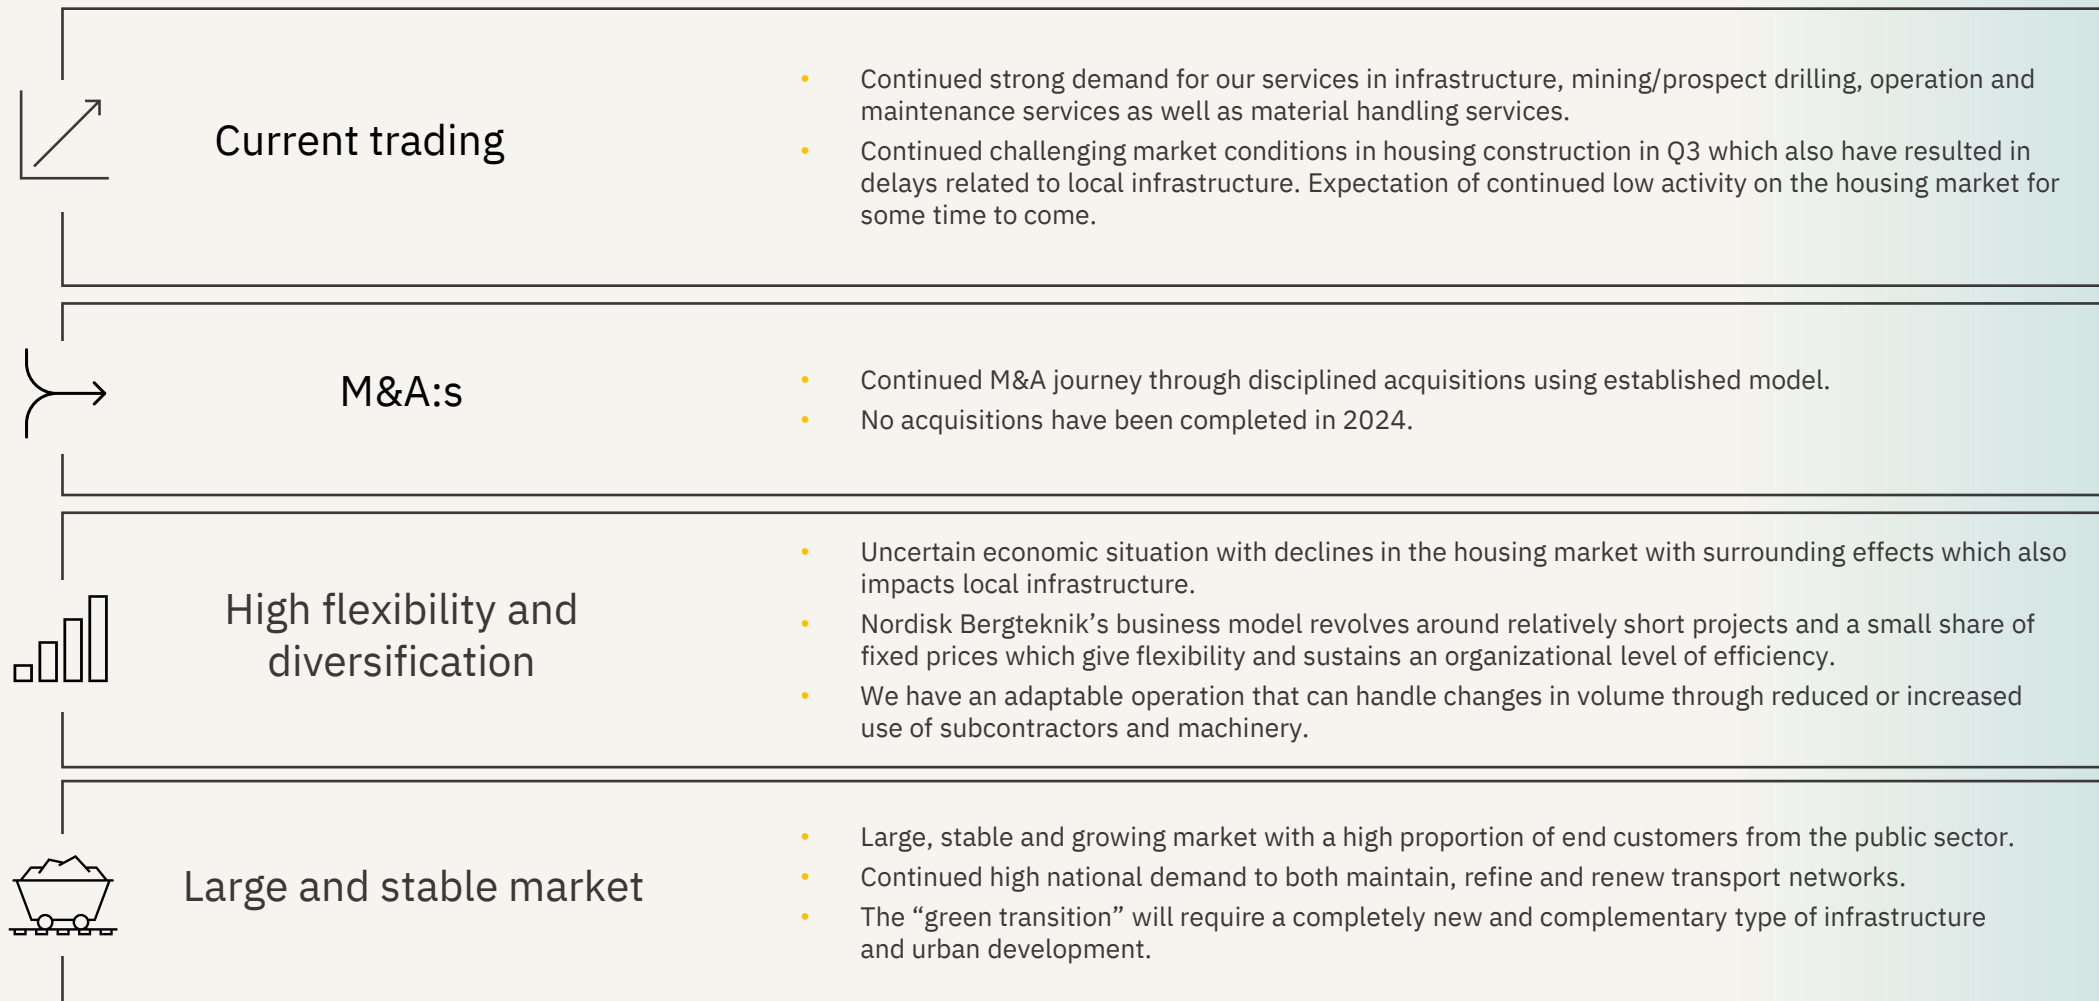 Current trading
• Continued strong demand for our services in infrastructure, mining/prospect drilling, operation and
maintenance services as well as material handling services.
• Continued challenging market conditions in housing construction in Q3 which also have resulted in
delays related to local infrastructure. Expectation of continued low activity on the housing market for
some time to come.
M&A:s
• Continued M&A journey through disciplined acquisitions using established model.
• No acquisitions have been completed in 2024.
High flexibility and
diversification
• Uncertain economic situation with declines in the housing market with surrounding effects which also
impacts local infrastructure.
• Nordisk Bergteknik’s business model revolves around relatively short projects and a small share of
fixed prices which give flexibility and sustains an organizational level of efficiency.
• We have an adaptable operation that can handle changes in volume through reduced or increased
use of subcontractors and machinery.
Large and stable market
• Large, stable and growing market with a high proportion of end customers from the public sector.
• Continued high national demand to both maintain, refine and renew transport networks.
• The “green transition” will require a completely new and complementary type of infrastructure
and urban development.